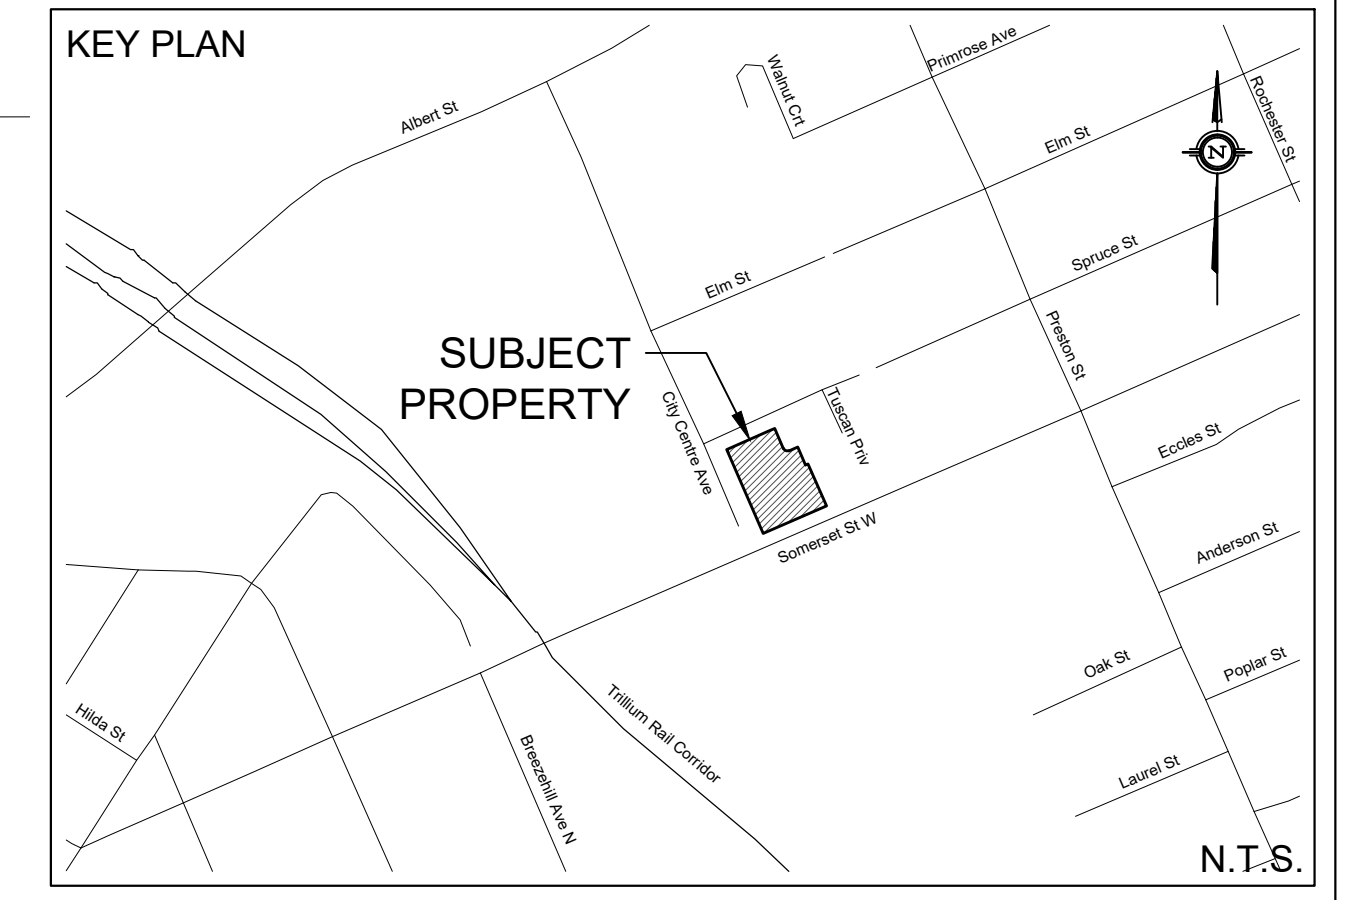 KEY PLAN
Albert St
Walnut Crt
Primrose Ave
Rochester St
Elm St
N
Spruce St
Elm St
Preston St
SUBJECT
PROPERTY
City Centre Ave
Tuscan Priv
Eccles St
Somerset St W
Anderson St
Oak St
Poplar St
Hilda St
Trillium Rail Corridor
Breezehill Ave N
Laurel St
N.T.S.